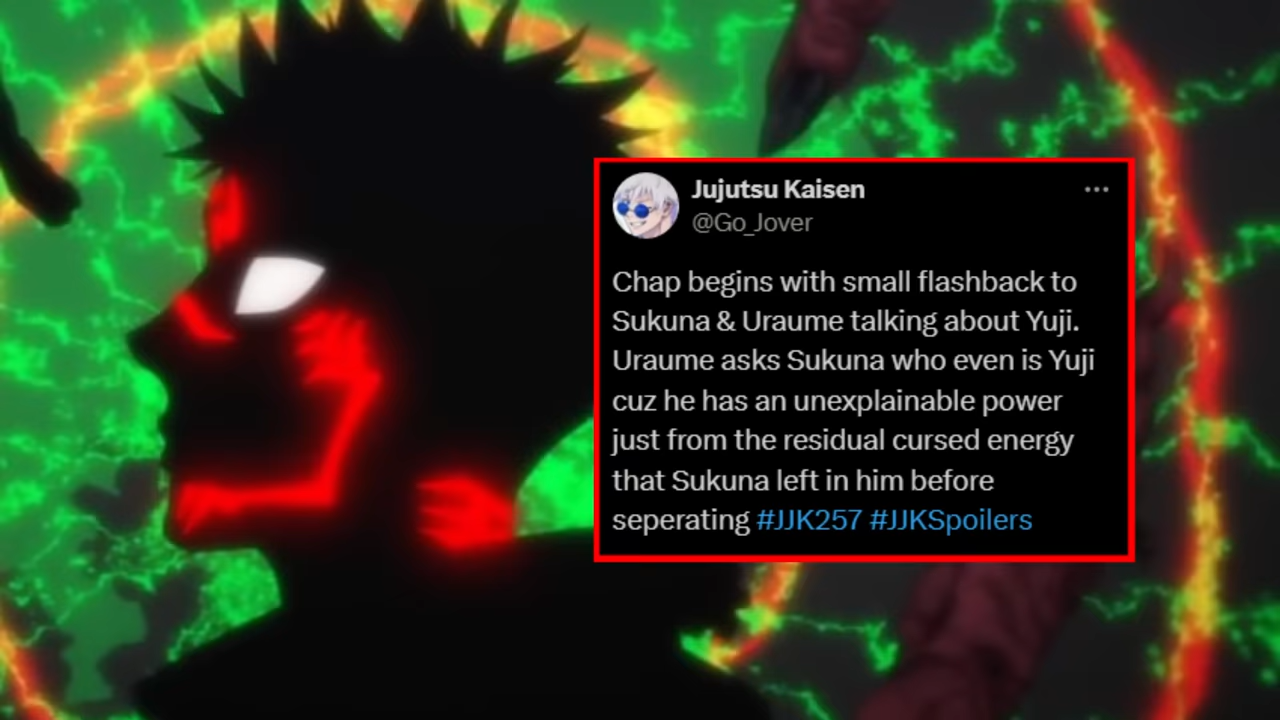 Jujutsu Kaisen
@Go_Jover
Chap begins with small flashback to
Sukuna & Uraume talking about Yuji.
Uraume asks Sukuna who even is Yuji
cuz he has an unexplainable power
just from the residual cursed energy
that Sukuna left in him before
seperating #JJK257 #JJKSpoilers